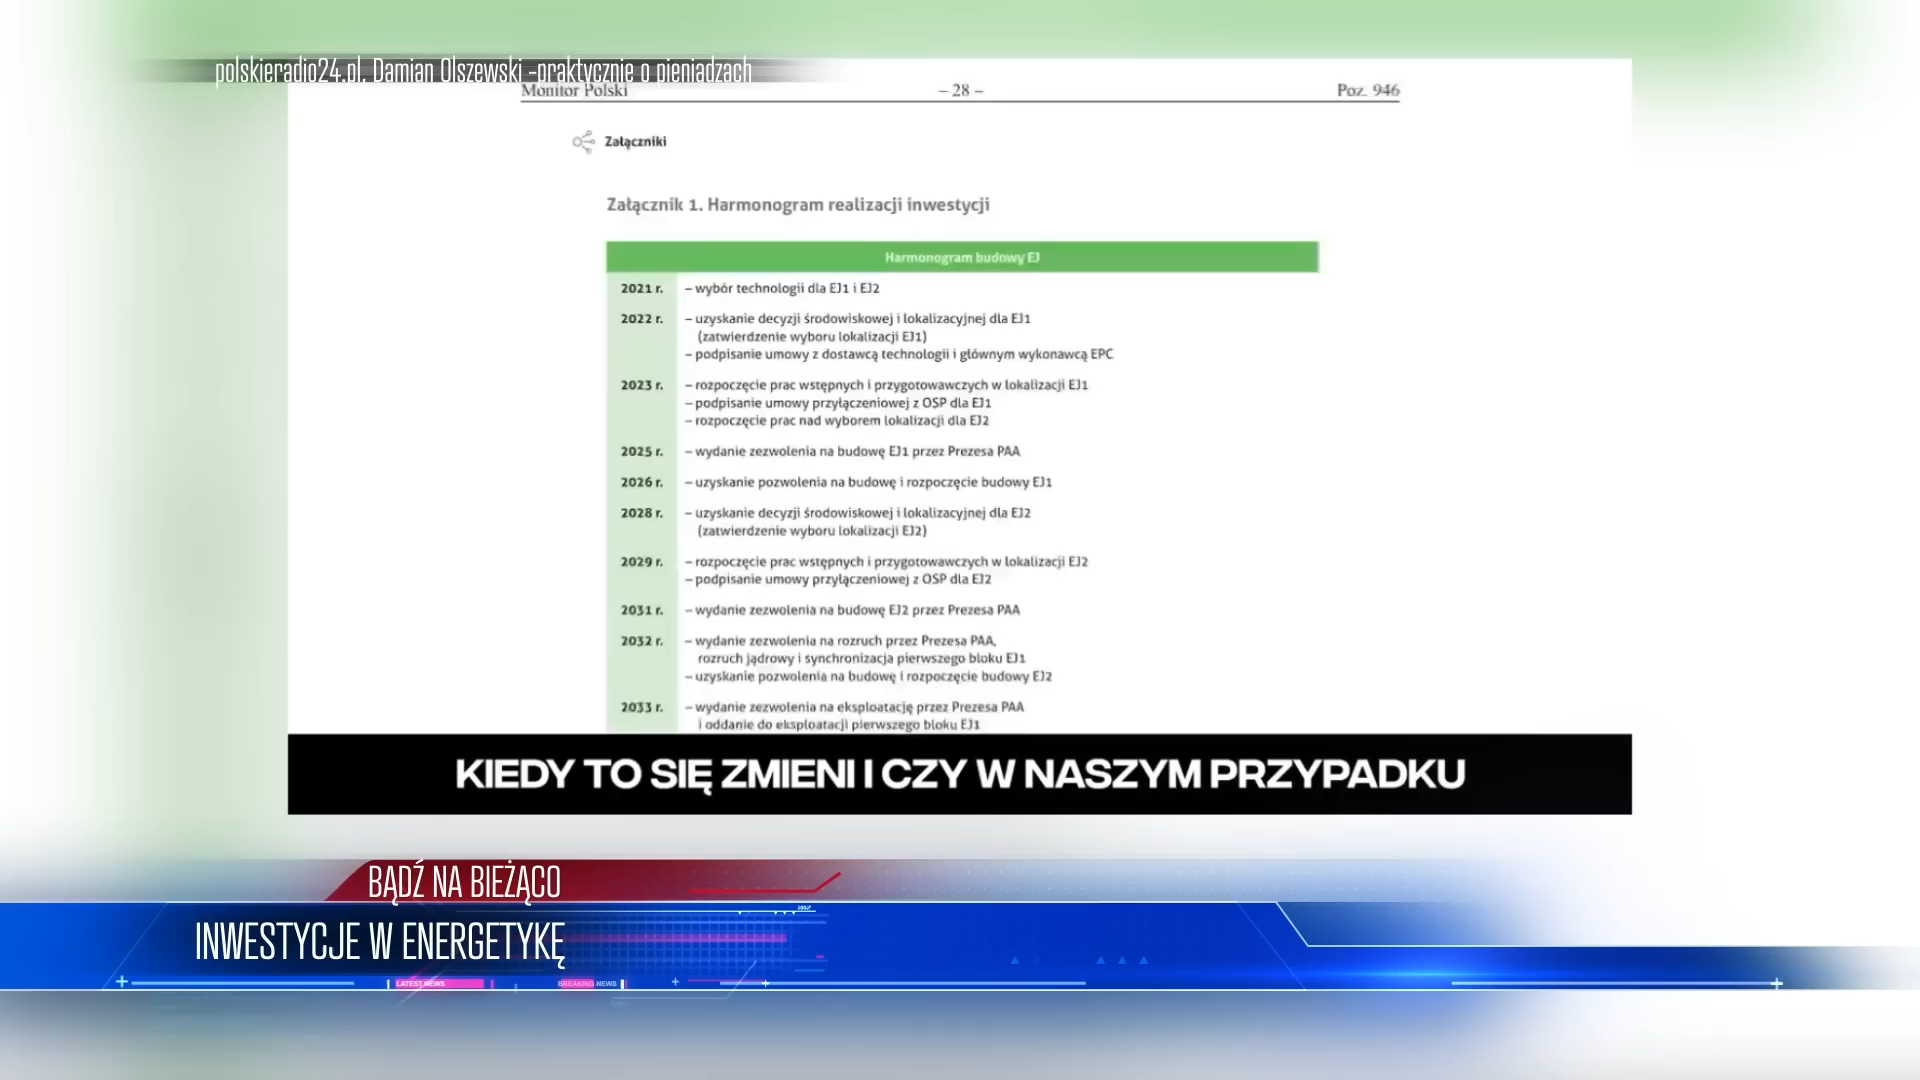 polskieradio24.pl, Damian Olszewski -praktycznie o pieniadzach
Monitor Polski – 28 – Poz. 946
Załączniki
Załącznik 1. Harmonogram realizacji inwestycji
Harmonogram budowy EJ
2021 r. – wybór technologii dla EJ1 i EJ2
2022 r. – uzyskanie decyzji środowiskowej i lokalizacyjnej dla EJ1
(zatwierdzenie wyboru lokalizacji EJ1)
– podpisanie umowy z dostawcą technologii i głównym wykonawcą EPC
2023 r. – rozpoczęcie prac wstępnych i przygotowawczych w lokalizacji EJ1
– podpisanie umowy przyłączeniowej z OSP dla EJ1
– rozpoczęcie prac nad wyborem lokalizacji dla EJ2
2025 r. – wydanie zezwolenia na budowę EJ1 przez Prezesa PAA
2026 r. – uzyskanie pozwolenia na budowę i rozpoczęcie budowy EJ1
2028 r. – uzyskanie decyzji środowiskowej i lokalizacyjnej dla EJ2
(zatwierdzenie wyboru lokalizacji EJ2)
2029 r. – rozpoczęcie prac wstępnych i przygotowawczych w lokalizacji EJ2
– podpisanie umowy przyłączeniowej z OSP dla EJ2
2031 r. – wydanie zezwolenia na budowę EJ2 przez Prezesa PAA
2032 r. – wydanie zezwolenia na rozruch przez Prezesa PAA,
rozruch jądrowy i synchronizacja pierwszego bloku EJ1
– uzyskanie pozwolenia na budowę i rozpoczęcie budowy EJ2
2033 r. – wydanie zezwolenia na eksploatację przez Prezesa PAA
i oddanie do eksploatacji pierwszego bloku EJ1
KIEDY TO SIĘ ZMIENI I CZY W NASZYM PRZYPADKU
BĄDŹ NA BIEŻĄCO
INWESTYCJE W ENERGETYKĘ
LATEST NEWS BREAKING NEWS